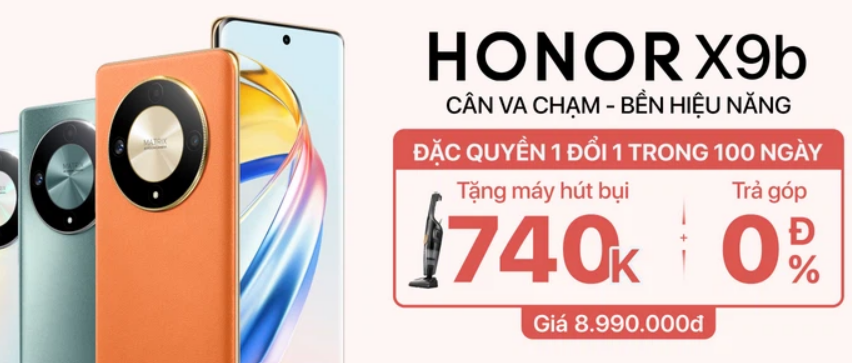 HONOR X9b
CÂN VA CHẠM - BỀN HIỆU NĂNG
ĐẶC QUYỀN 1 ĐỔI 1 TRONG 100 NGÀY
Tặng máy hút bụi
740K
+
Trả góp
0Đ
%
Giá 8.990.000đ
MATRIX